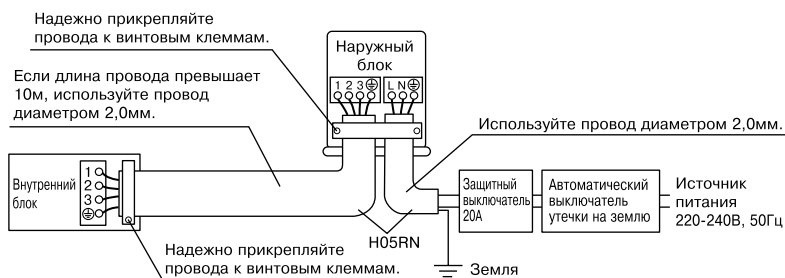 Надежно прикрепляйте
провода к винтовым клеммам.
Наружный
блок
1 2 3
L N
Если длина провода превышает
10м, используйте провод
диаметром 2,0мм.
Используйте провод диаметром 2,0мм.
Внутренний
блок
1
2
3
Защитный
выключатель
20А
Автоматический
выключатель
утечки на землю
Источник
питания
220-240В, 50Гц
H05RN
Надежно прикрепляйте
провода к винтовым клеммам.
Земля